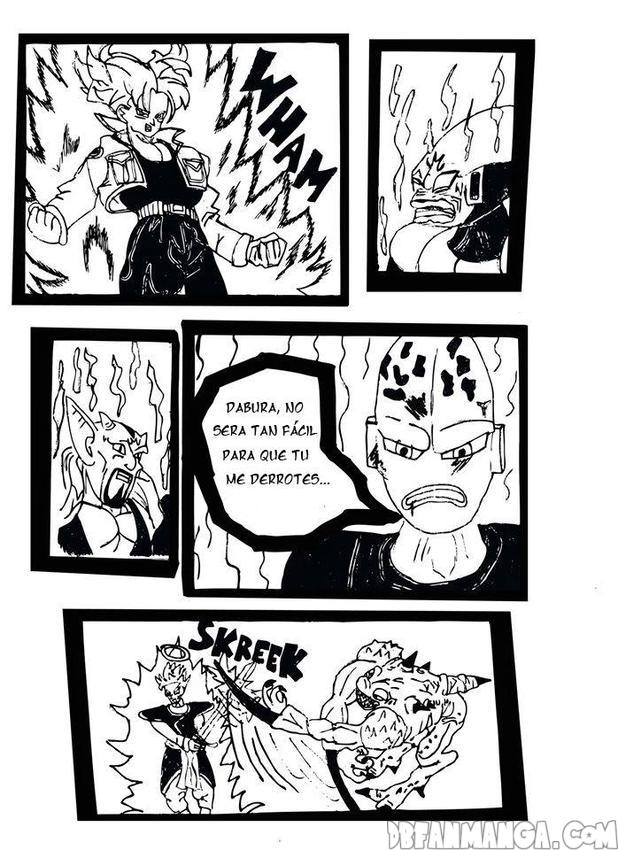 WHAM
DABURA, NO
SERA TAN FÁCIL
PARA QUE TU
ME DERROTES...
SKREEK
DBFANMANGA.COM